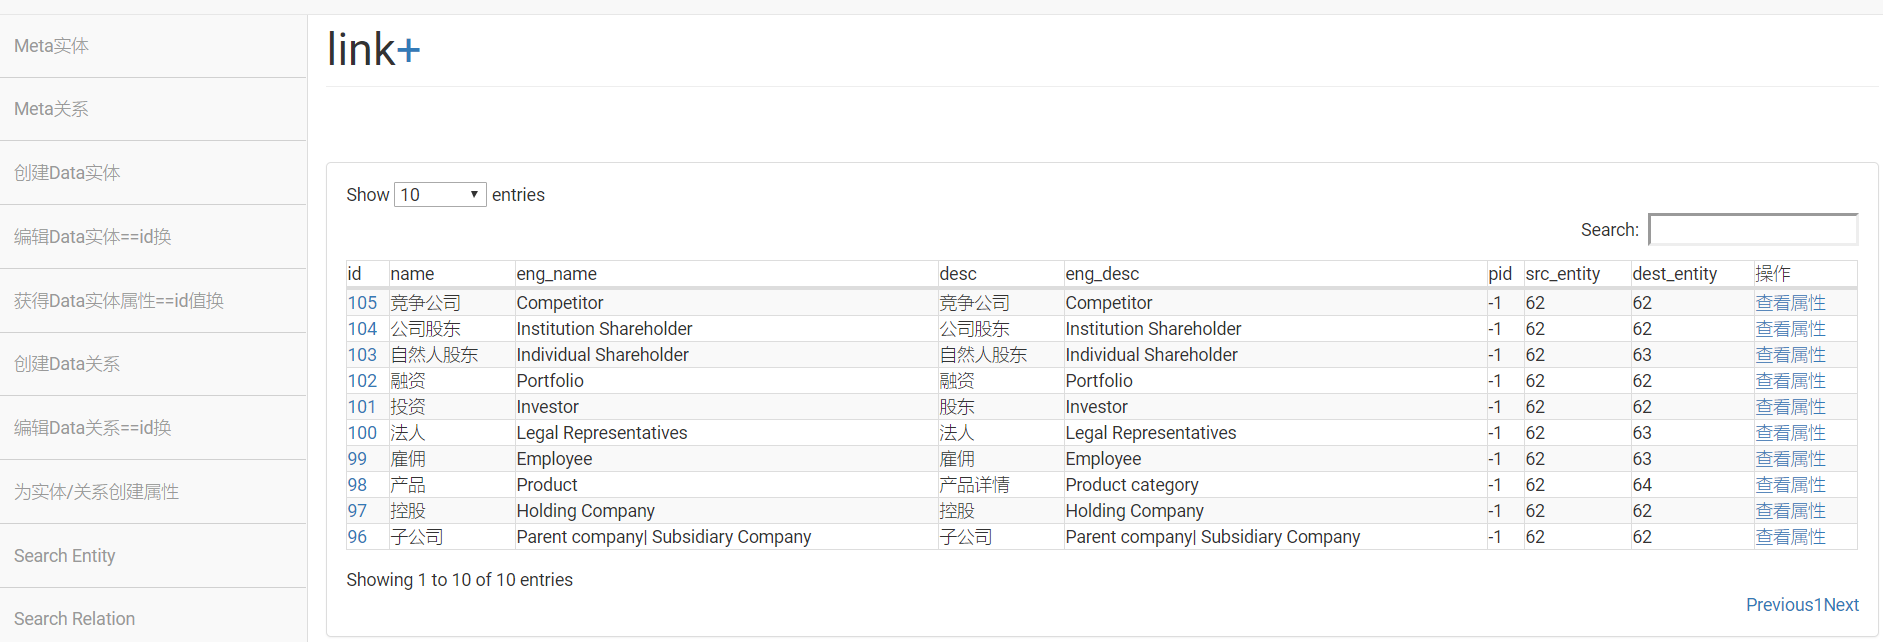 Meta实体
Meta关系
创建Data实体
编辑Data实体==id换
获得Data实体属性==id值换
创建Data关系
编辑Data关系==id换
为实体/关系创建属性
Search Entity
Search Relation
link+
Show 10 entries
Search:
id name eng_name desc eng_desc pid src_entity dest_entity 操作
105 竞争公司 Competitor 竞争公司 Competitor -1 62 62 查看属性
104 公司股东 Institution Shareholder 公司股东 Institution Shareholder -1 62 62 查看属性
103 自然人股东 Individual Shareholder 自然人股东 Individual Shareholder -1 62 63 查看属性
102 融资 Portfolio 融资 Portfolio -1 62 62 查看属性
101 投资 Investor 股东 Investor -1 62 62 查看属性
100 法人 Legal Representatives 法人 Legal Representatives -1 62 63 查看属性
99 雇佣 Employee 雇佣 Employee -1 62 63 查看属性
98 产品 Product 产品详情 Product category -1 62 64 查看属性
97 控股 Holding Company 控股 Holding Company -1 62 62 查看属性
96 子公司 Parent company| Subsidiary Company 子公司 Parent company| Subsidiary Company -1 62 62 查看属性
Showing 1 to 10 of 10 entries
Previous1Next